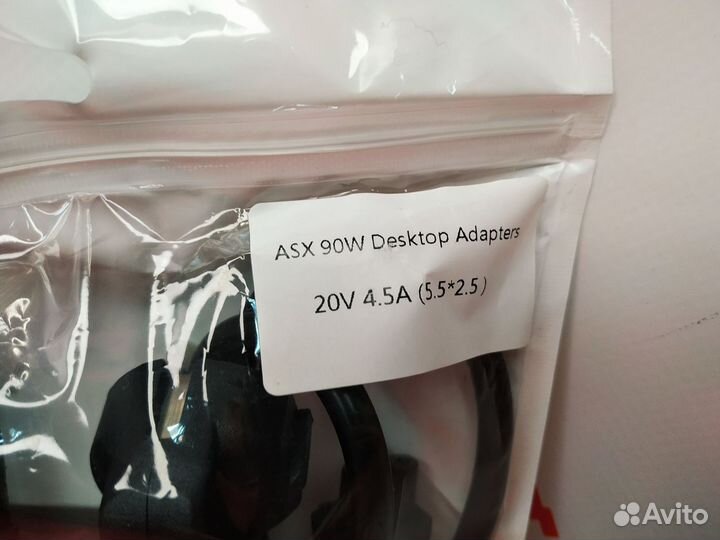 ASX 90W Desktop Adapters
20V 4.5A (5.5*2.5)
Avito